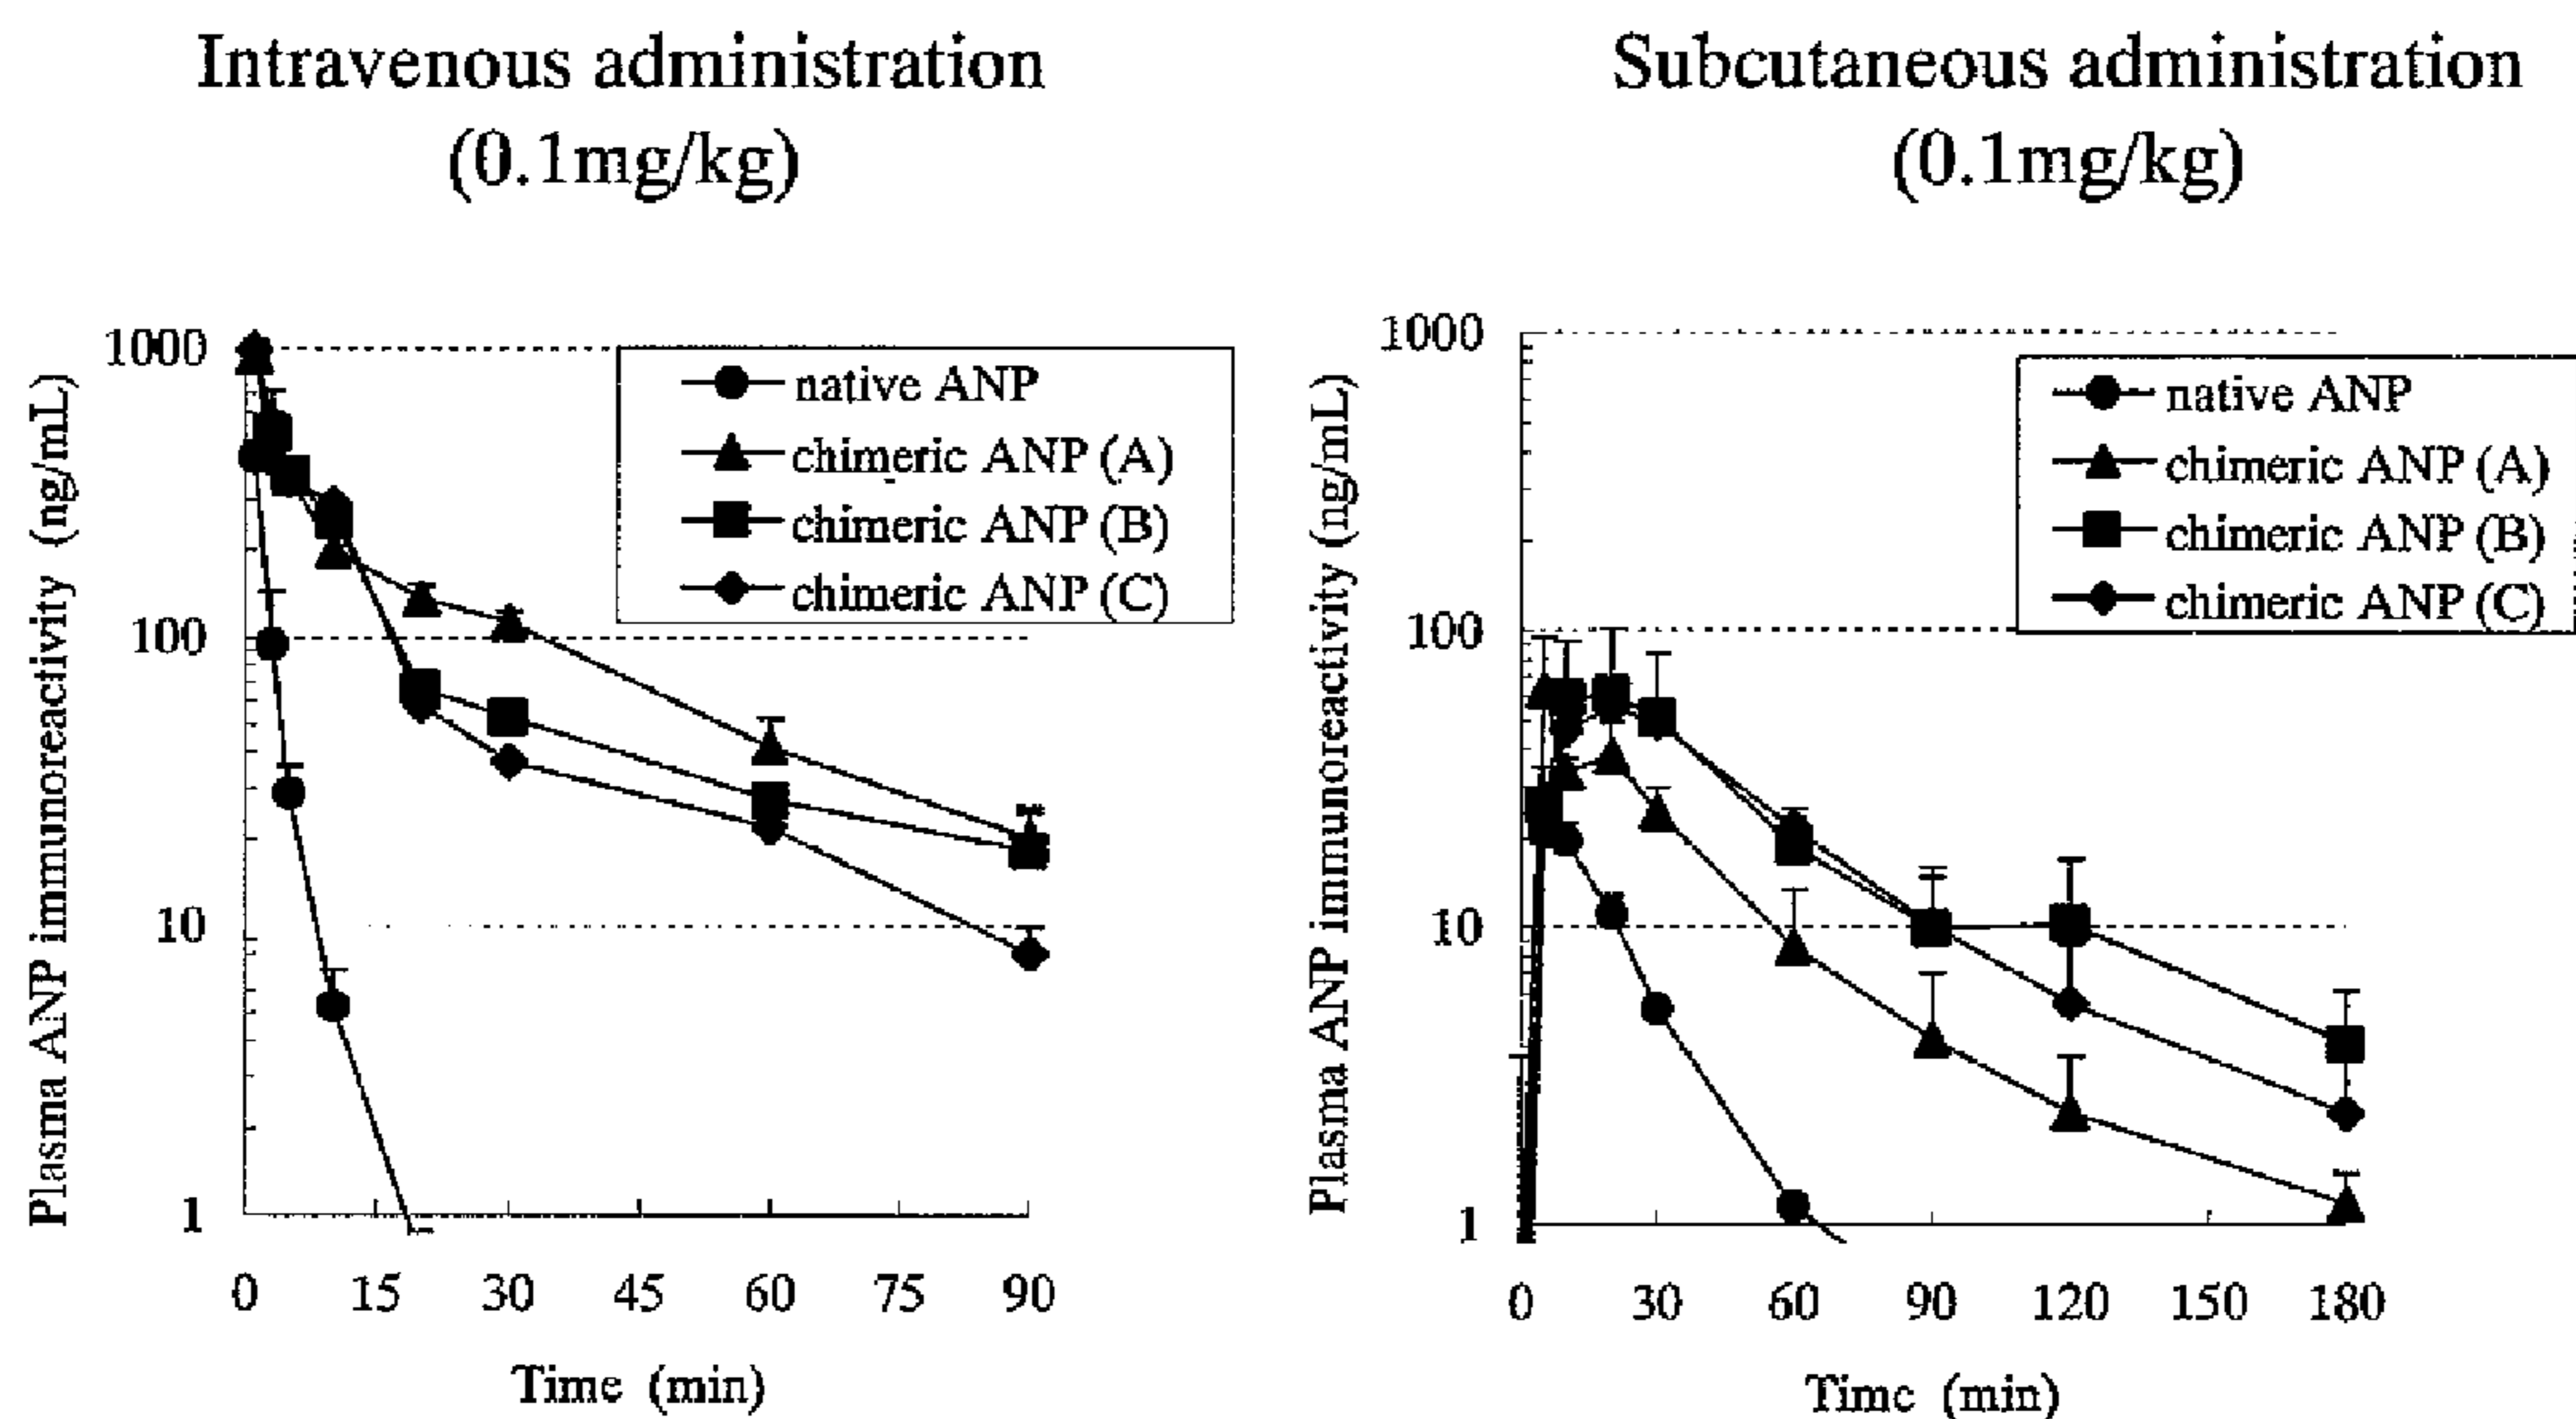 Intravenous administration
(0.1mg/kg)
Plasma ANP immunoreactivity (ng/mL)
1000
100
10
1
native ANP
chimeric ANP (A)
chimeric ANP (B)
chimeric ANP (C)
0 15 30 45 60 75 90
Time (min)
Subcutaneous administration
(0.1mg/kg)
Plasma ANP immunoreactivity (ng/mL)
1000
100
10
1
native ANP
chimeric ANP (A)
chimeric ANP (B)
chimeric ANP (C)
0 30 60 90 120 150 180
Time (min)